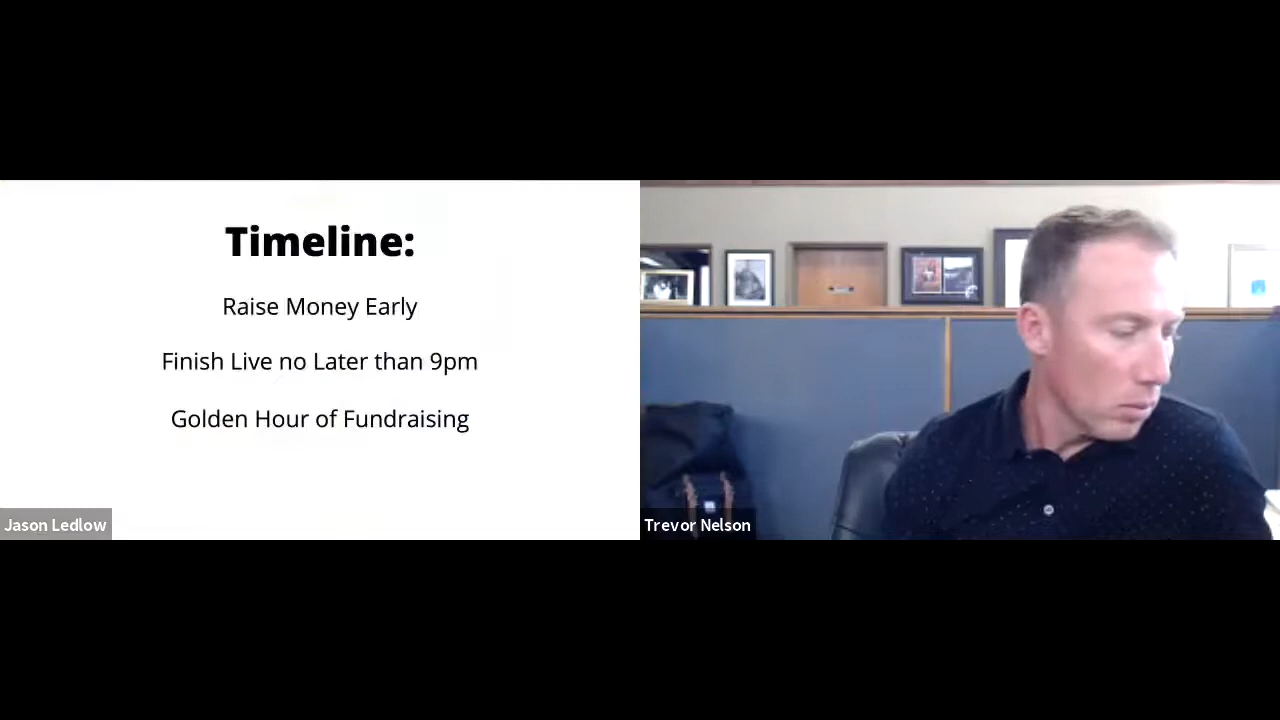 Timeline:
Raise Money Early
Finish Live no Later than 9pm
Golden Hour of Fundraising
Jason Ledlow
Trevor Nelson